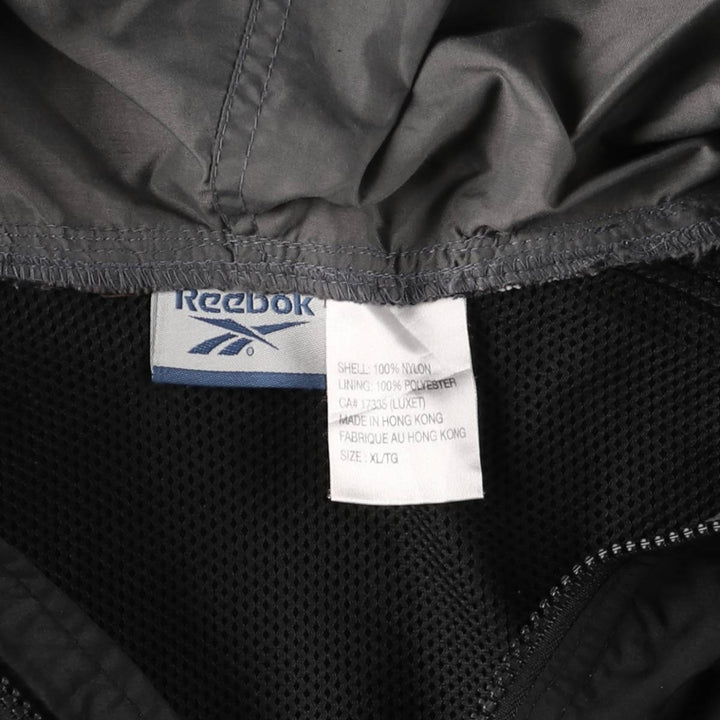 Reebok
SHELL: 100% NYLON
LINING: 100% POLYESTER
CA# 17335 (LUXET)
MADE IN HONG KONG
FABRIQUE AU HONG KONG
SIZE : XL/TG